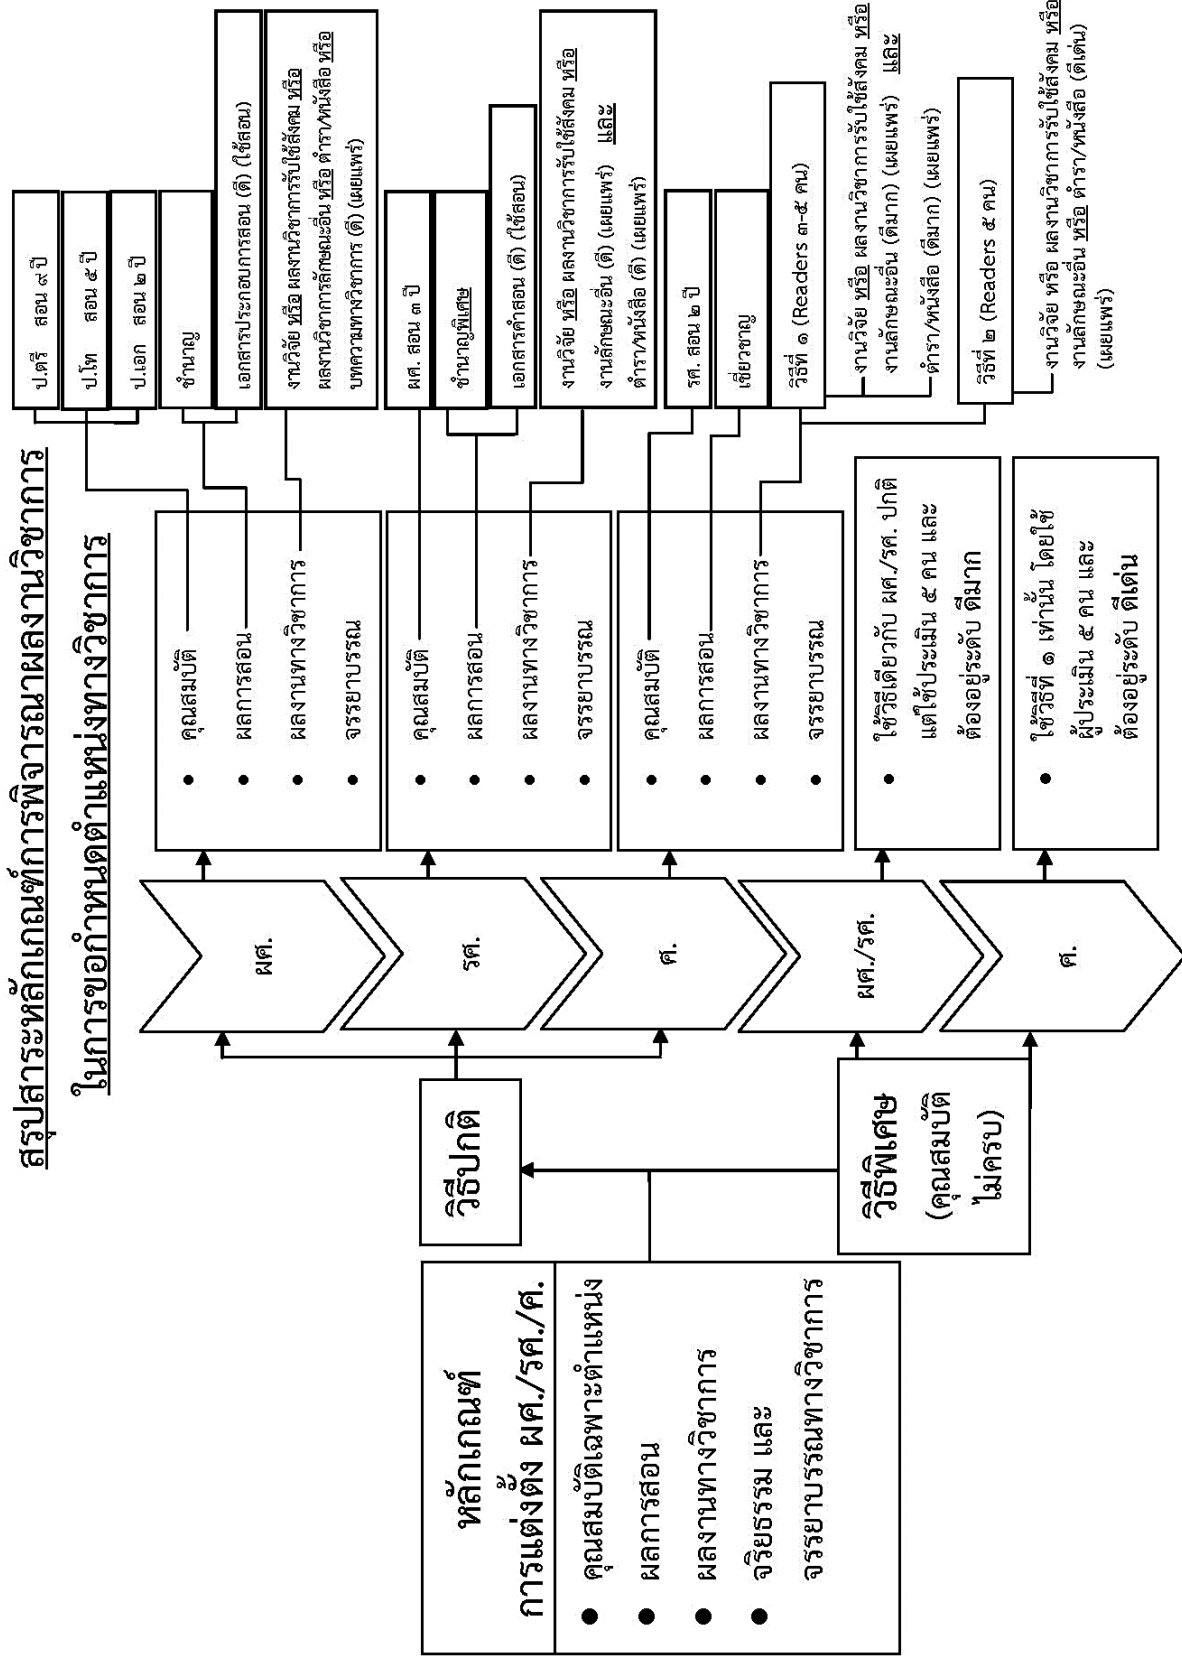 สรุปสาระหลักเกณฑ์การพิจารณาผลงานวิชาการ
ในการขอกำหนดตำแหน่งทางวิชาการ
หลักเกณฑ์
การแต่งตั้ง ผศ./รศ./ศ.
● คุณสมบัติเฉพาะตำแหน่ง
● ผลการสอน
● ผลงานทางวิชาการ
● จริยธรรม และ
จรรยาบรรณทางวิชาการ
วิธีปกติ
วิธีพิเศษ
(คุณสมบัติ
ไม่ครบ)
ผศ.
● คุณสมบัติ
● ผลการสอน
● ผลงานทางวิชาการ
● จรรยาบรรณ
ป.ตรี สอน ๙ ปี
ป.โท สอน ๕ ปี
ป.เอก สอน ๒ ปี
ชำนาญ
เอกสารประกอบการสอน (ดี) (ใช้สอน)
งานวิจัย หรือ ผลงานวิชาการรับใช้สังคม หรือ
ผลงานวิชาการลักษณะอื่น หรือ ตำรา/หนังสือ หรือ
บทความทางวิชาการ (ดี) (เผยแพร่)
รศ.
● คุณสมบัติ
● ผลการสอน
● ผลงานทางวิชาการ
● จรรยาบรรณ
ผศ. สอน ๓ ปี
ชำนาญพิเศษ
เอกสารคำสอน (ดี) (ใช้สอน)
งานวิจัย หรือ ผลงานวิชาการรับใช้สังคม หรือ
งานลักษณะอื่น (ดี) (เผยแพร่) และ
ตำรา/หนังสือ (ดี) (เผยแพร่)
ศ.
● คุณสมบัติ
● ผลการสอน
● ผลงานทางวิชาการ
● จรรยาบรรณ
รศ. สอน ๒ ปี
เชี่ยวชาญ
วิธีที่ ๑ (Readers ๓-๕ คน)
งานวิจัย หรือ ผลงานวิชาการรับใช้สังคม หรือ
งานลักษณะอื่น (ดีมาก) (เผยแพร่) และ
ตำรา/หนังสือ (ดีมาก) (เผยแพร่)
วิธีที่ ๒ (Readers ๕ คน)
งานวิจัย หรือ ผลงานวิชาการรับใช้สังคม หรือ
งานลักษณะอื่น หรือ ตำรา/หนังสือ (ดีเด่น)
(เผยแพร่)
ผศ./รศ.
● ใช้วิธีเดียวกับ ผศ./รศ. ปกติ
แต่ใช้ประเมิน ๕ คน และ
ต้องอยู่ระดับ ดีมาก
ศ.
● ใช้วิธีที่ ๑ เท่านั้น โดยใช้
ผู้ประเมิน ๕ คน และ
ต้องอยู่ระดับ ดีเด่น